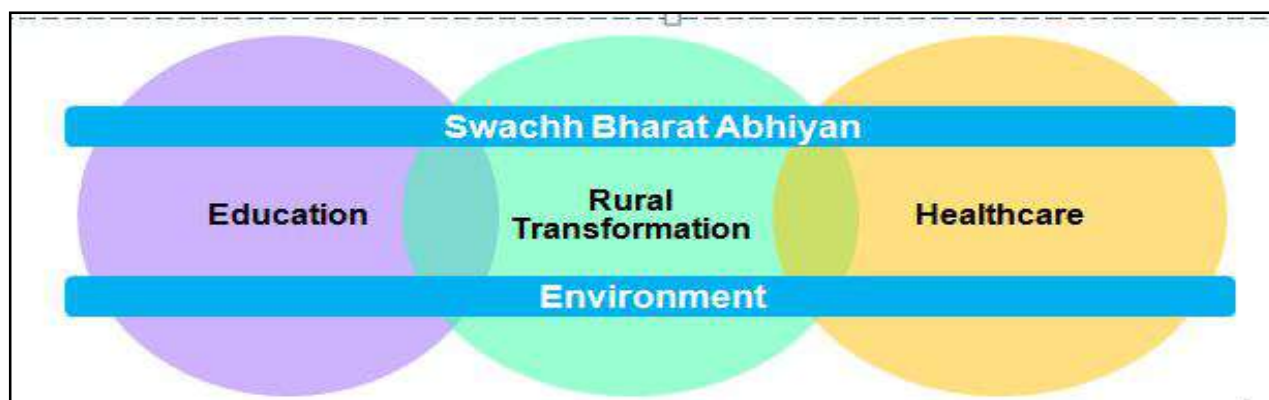 Swachh Bharat Abhiyan
Education
Rural
Transformation
Healthcare
Environment